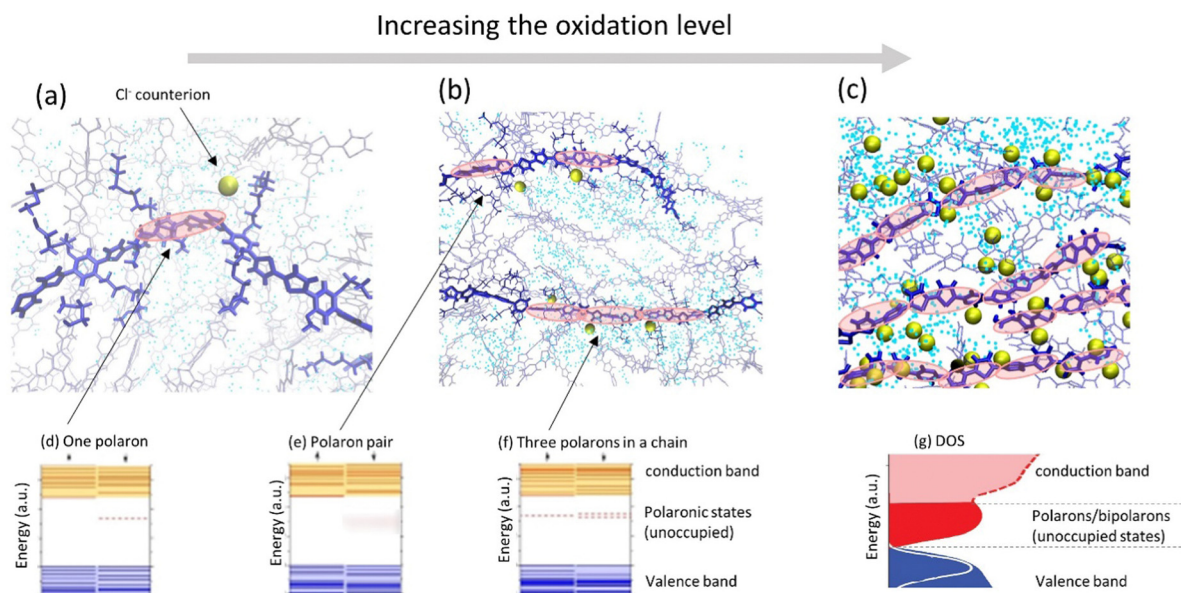 Increasing the oxidation level
(a)
Cl⁻ counterion
(b)
(c)
(d) One polaron
(e) Polaron pair
(f) Three polarons in a chain
(g) DOS
Energy (a.u.)
Energy (a.u.)
Energy (a.u.)
conduction band
Polaronic states
(unoccupied)
Valence band
Energy (a.u.)
conduction band
Polarons/bipolarons
(unoccupied states)
Valence band